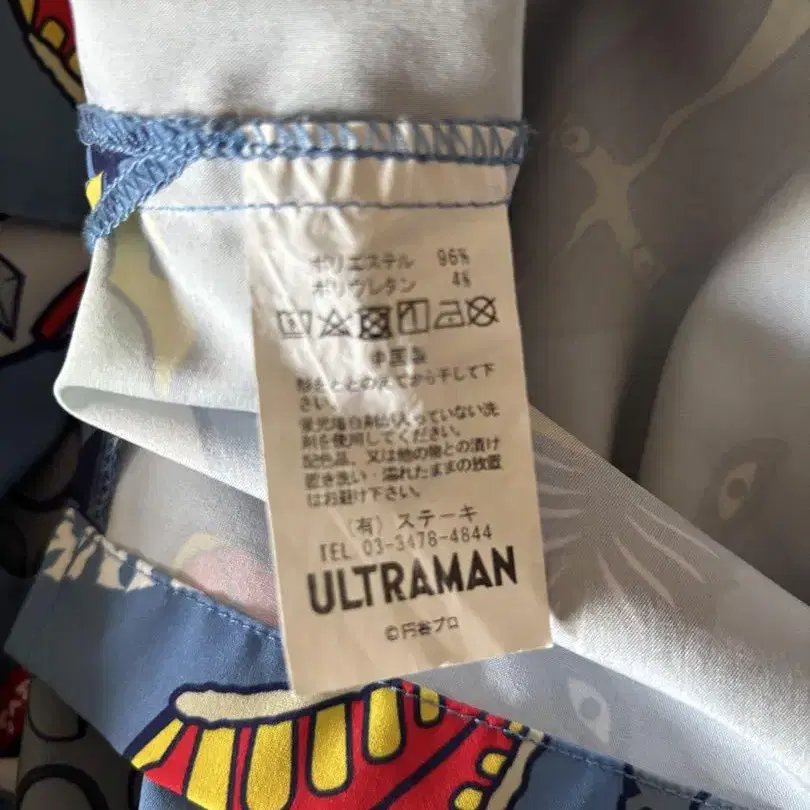 ポリエステル 96%
ポリウレタン 4%
中国製
形をととのえてから干して下
さい。
蛍光増白剤が入っていない洗
剤を使用してください。
配色品、又は他の物との漬け
置き洗い・濡れたままの放置
はお避け下さい。
(有) ステーキ
TEL 03-3478-4844
ULTRAMAN
©円谷プロ